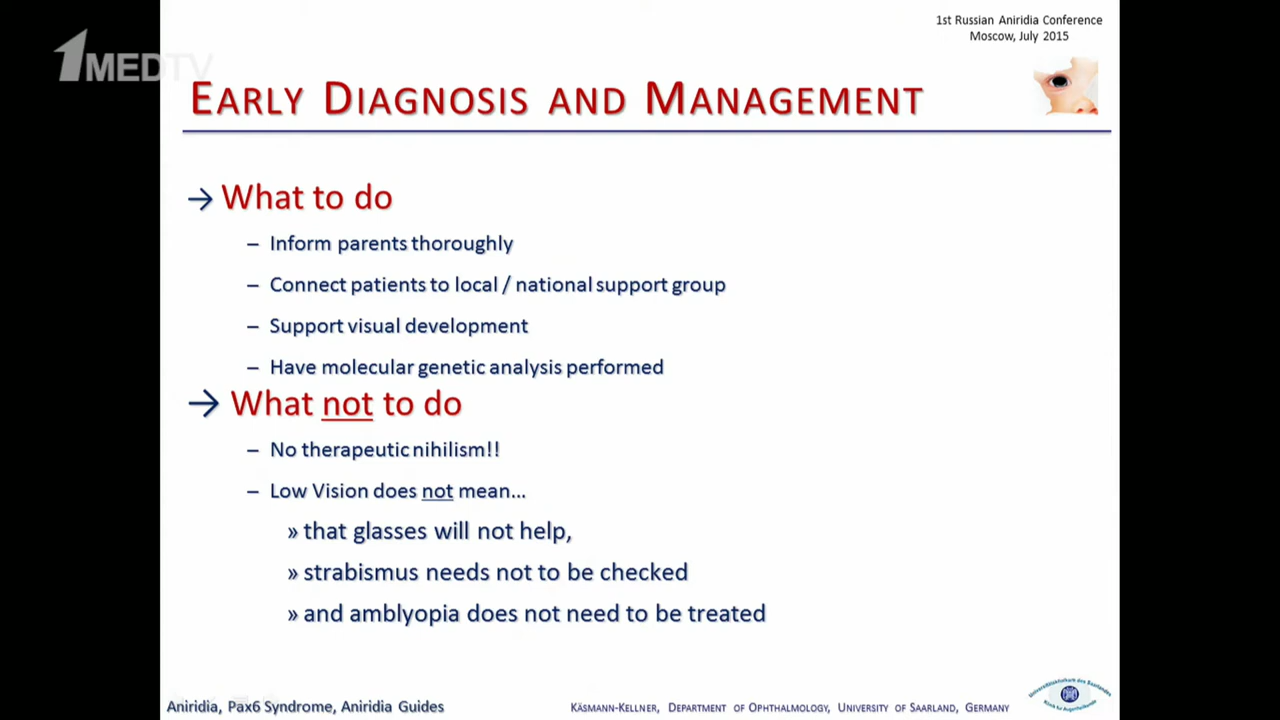 1st Russian Aniridia Conference
Moscow, July 2015
1MEDTV
EARLY DIAGNOSIS AND MANAGEMENT
→ What to do
– Inform parents thoroughly
– Connect patients to local / national support group
– Support visual development
– Have molecular genetic analysis performed
→ What not to do
– No therapeutic nihilism!!
– Low Vision does not mean...
» that glasses will not help,
» strabismus needs not to be checked
» and amblyopia does not need to be treated
Aniridia, Pax6 Syndrome, Aniridia Guides
KÄSMANN-KELLNER, DEPARTMENT OF OPHTHALMOLOGY, UNIVERSITY OF SAARLAND, GERMANY
Universitätsklinikum des Saarlandes